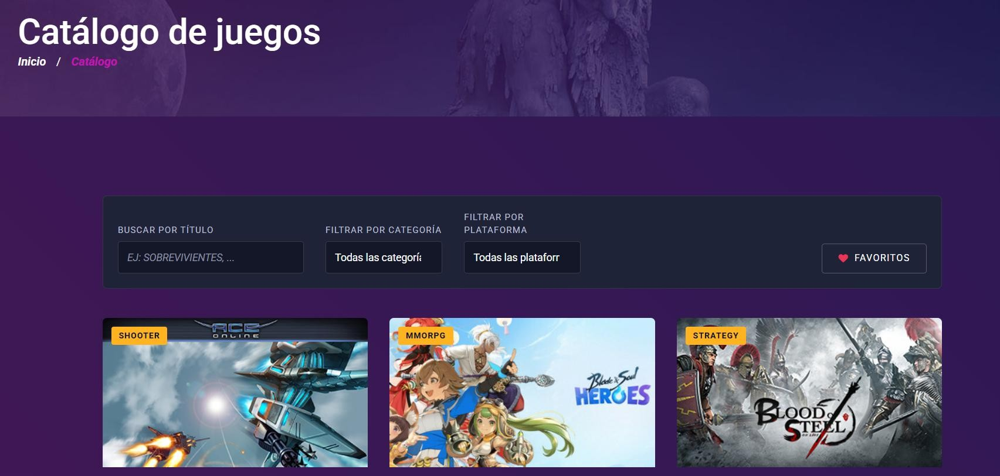 Catálogo de juegos
Inicio / Catálogo
BUSCAR POR TÍTULO
EJ: SOBREVIVIENTES, ...
FILTRAR POR CATEGORÍA
Todas las categoría
FILTRAR POR
PLATAFORMA
Todas las platafor
FAVORITOS
SHOOTER
ACE
ONLINE
MMORPG
Blade & Soul
HEROES
STRATEGY
BLOOD OF
STEEL